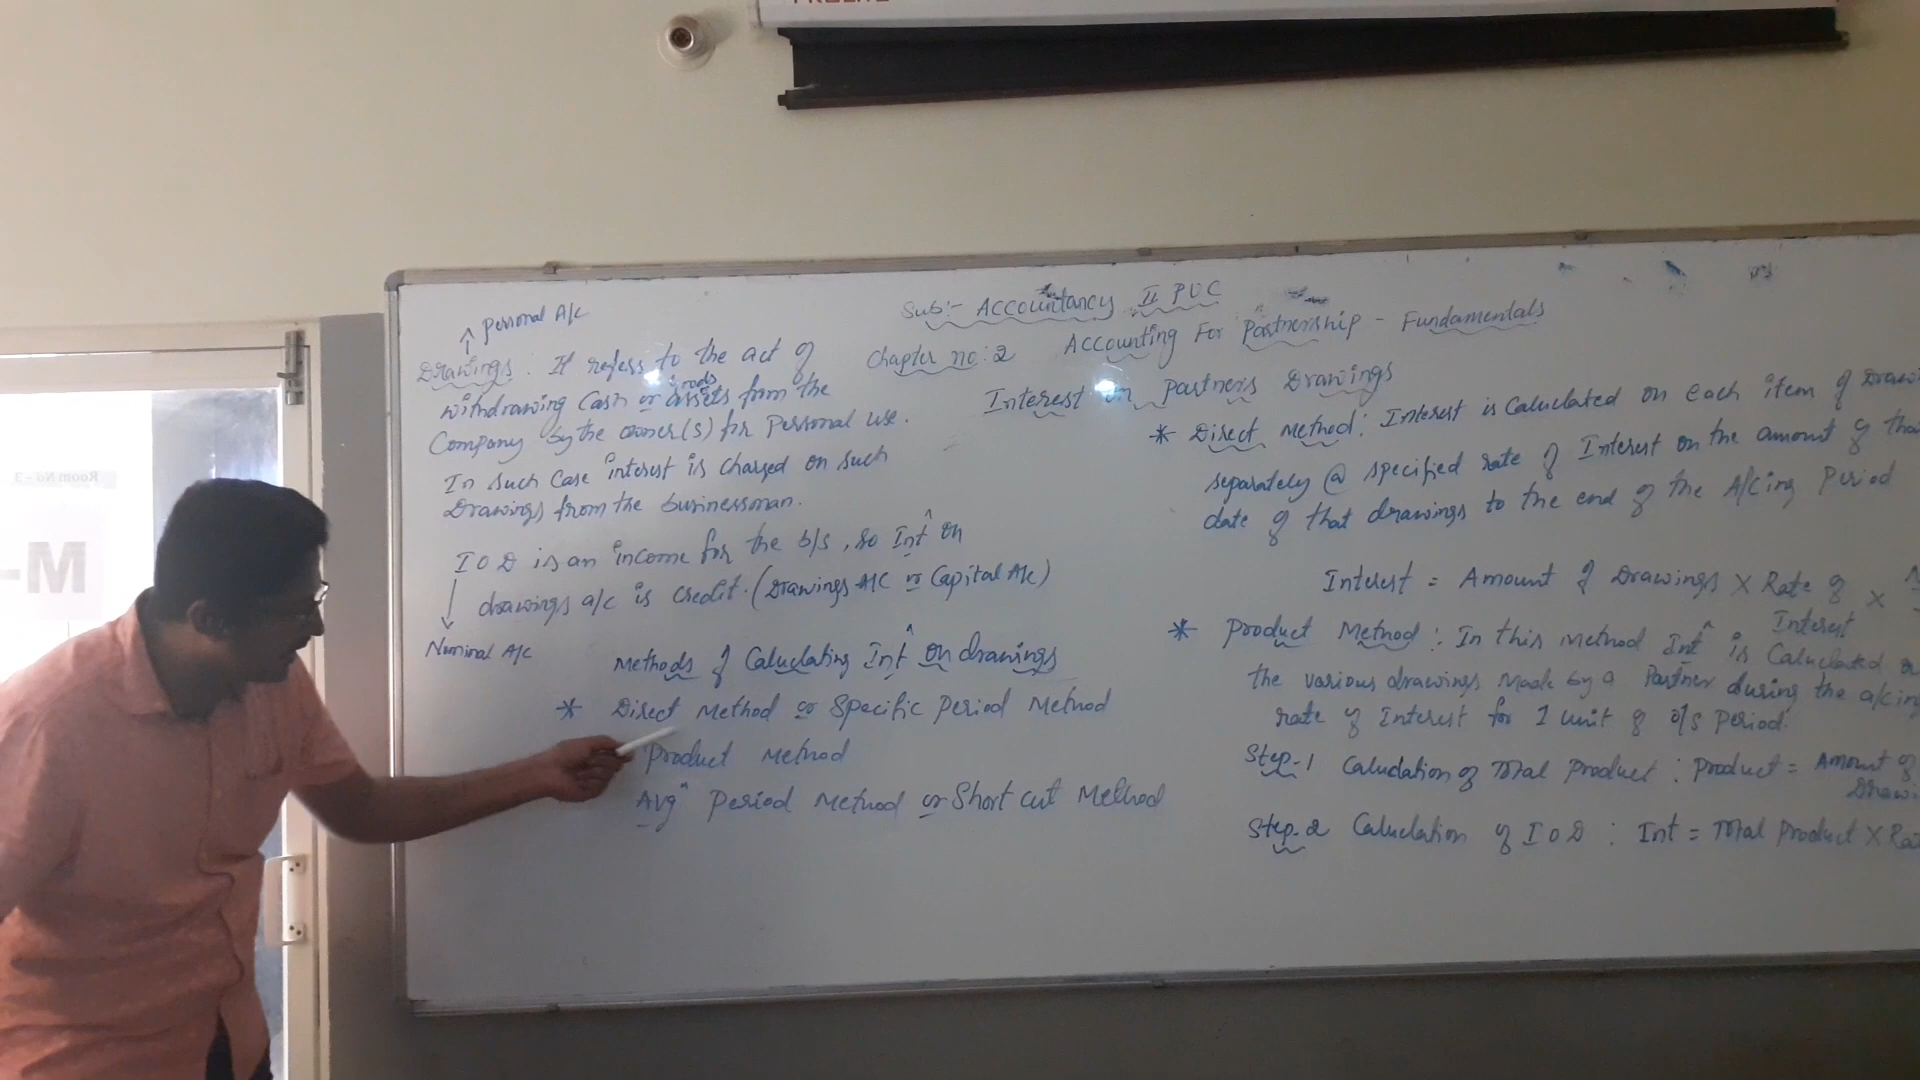 Sub:- Accountancy II PUC
Chapter no: 2 Accounting For Partnership - Fundamentals
Interest on Partners Drawings
Personal A/c
Drawings : It refers to the act of
withdrawing Cash or assets from the
goods
Company by the owner(s) for Personal use.
In such Case interest is charged on such
Drawings from the businessman.
I O D is an income for the b/s, so Int^ on
drawings a/c is credit. (Drawings A/C or Capital A/c)
Nominal A/c
Methods of Caluclating Int^ on drawings
* Direct Method or Specific Period Method
Product Method
Avg" Period Method or Short cut Method
* Direct Method: Interest is Caluclated on each item of
separately @ specified rate of Interest on the amount of
date of that drawings to the end of the A/cing Period
Interest = Amount of Drawings X Rate of X
Interest
* Product Method : In this method Int^ is Caluclated
the various drawings Made by a Partner during the a/cing
rate of Interest for 1 unit of o/s Period.
Step-1 Caluclation of Total Product : Product = Amount of
Step-2 Caluclation of I O D : Int = Total Product X